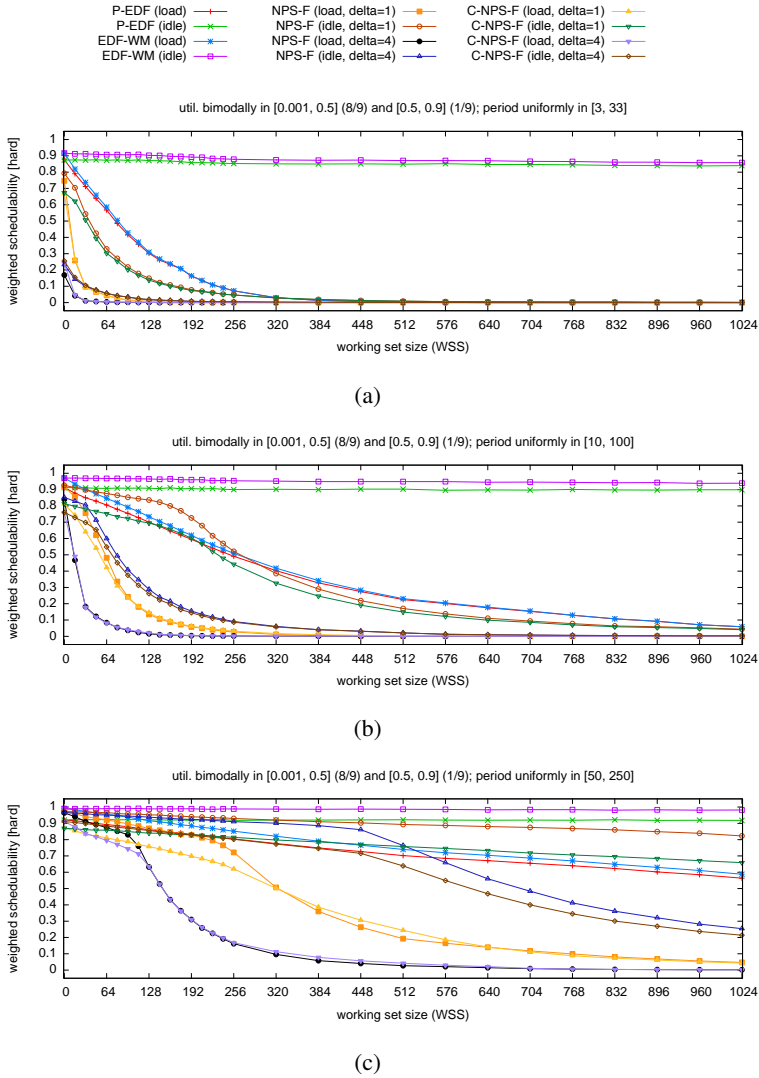 P-EDF (load)
P-EDF (idle)
EDF-WM (load)
EDF-WM (idle)
NPS-F (load, delta=1)
NPS-F (idle, delta=1)
NPS-F (load, delta=4)
NPS-F (idle, delta=4)
C-NPS-F (load, delta=1)
C-NPS-F (idle, delta=1)
C-NPS-F (load, delta=4)
C-NPS-F (idle, delta=4)
util. bimodally in [0.001, 0.5] (8/9) and [0.5, 0.9] (1/9); period uniformly in [3, 33]
weighted schedulability [hard]
1
0.9
0.8
0.7
0.6
0.5
0.4
0.3
0.2
0.1
0
0 64 128 192 256 320 384 448 512 576 640 704 768 832 896 960 1024
working set size (WSS)
(a)
util. bimodally in [0.001, 0.5] (8/9) and [0.5, 0.9] (1/9); period uniformly in [10, 100]
weighted schedulability [hard]
1
0.9
0.8
0.7
0.6
0.5
0.4
0.3
0.2
0.1
0
0 64 128 192 256 320 384 448 512 576 640 704 768 832 896 960 1024
working set size (WSS)
(b)
util. bimodally in [0.001, 0.5] (8/9) and [0.5, 0.9] (1/9); period uniformly in [50, 250]
weighted schedulability [hard]
1
0.9
0.8
0.7
0.6
0.5
0.4
0.3
0.2
0.1
0
0 64 128 192 256 320 384 448 512 576 640 704 768 832 896 960 1024
working set size (WSS)
(c)